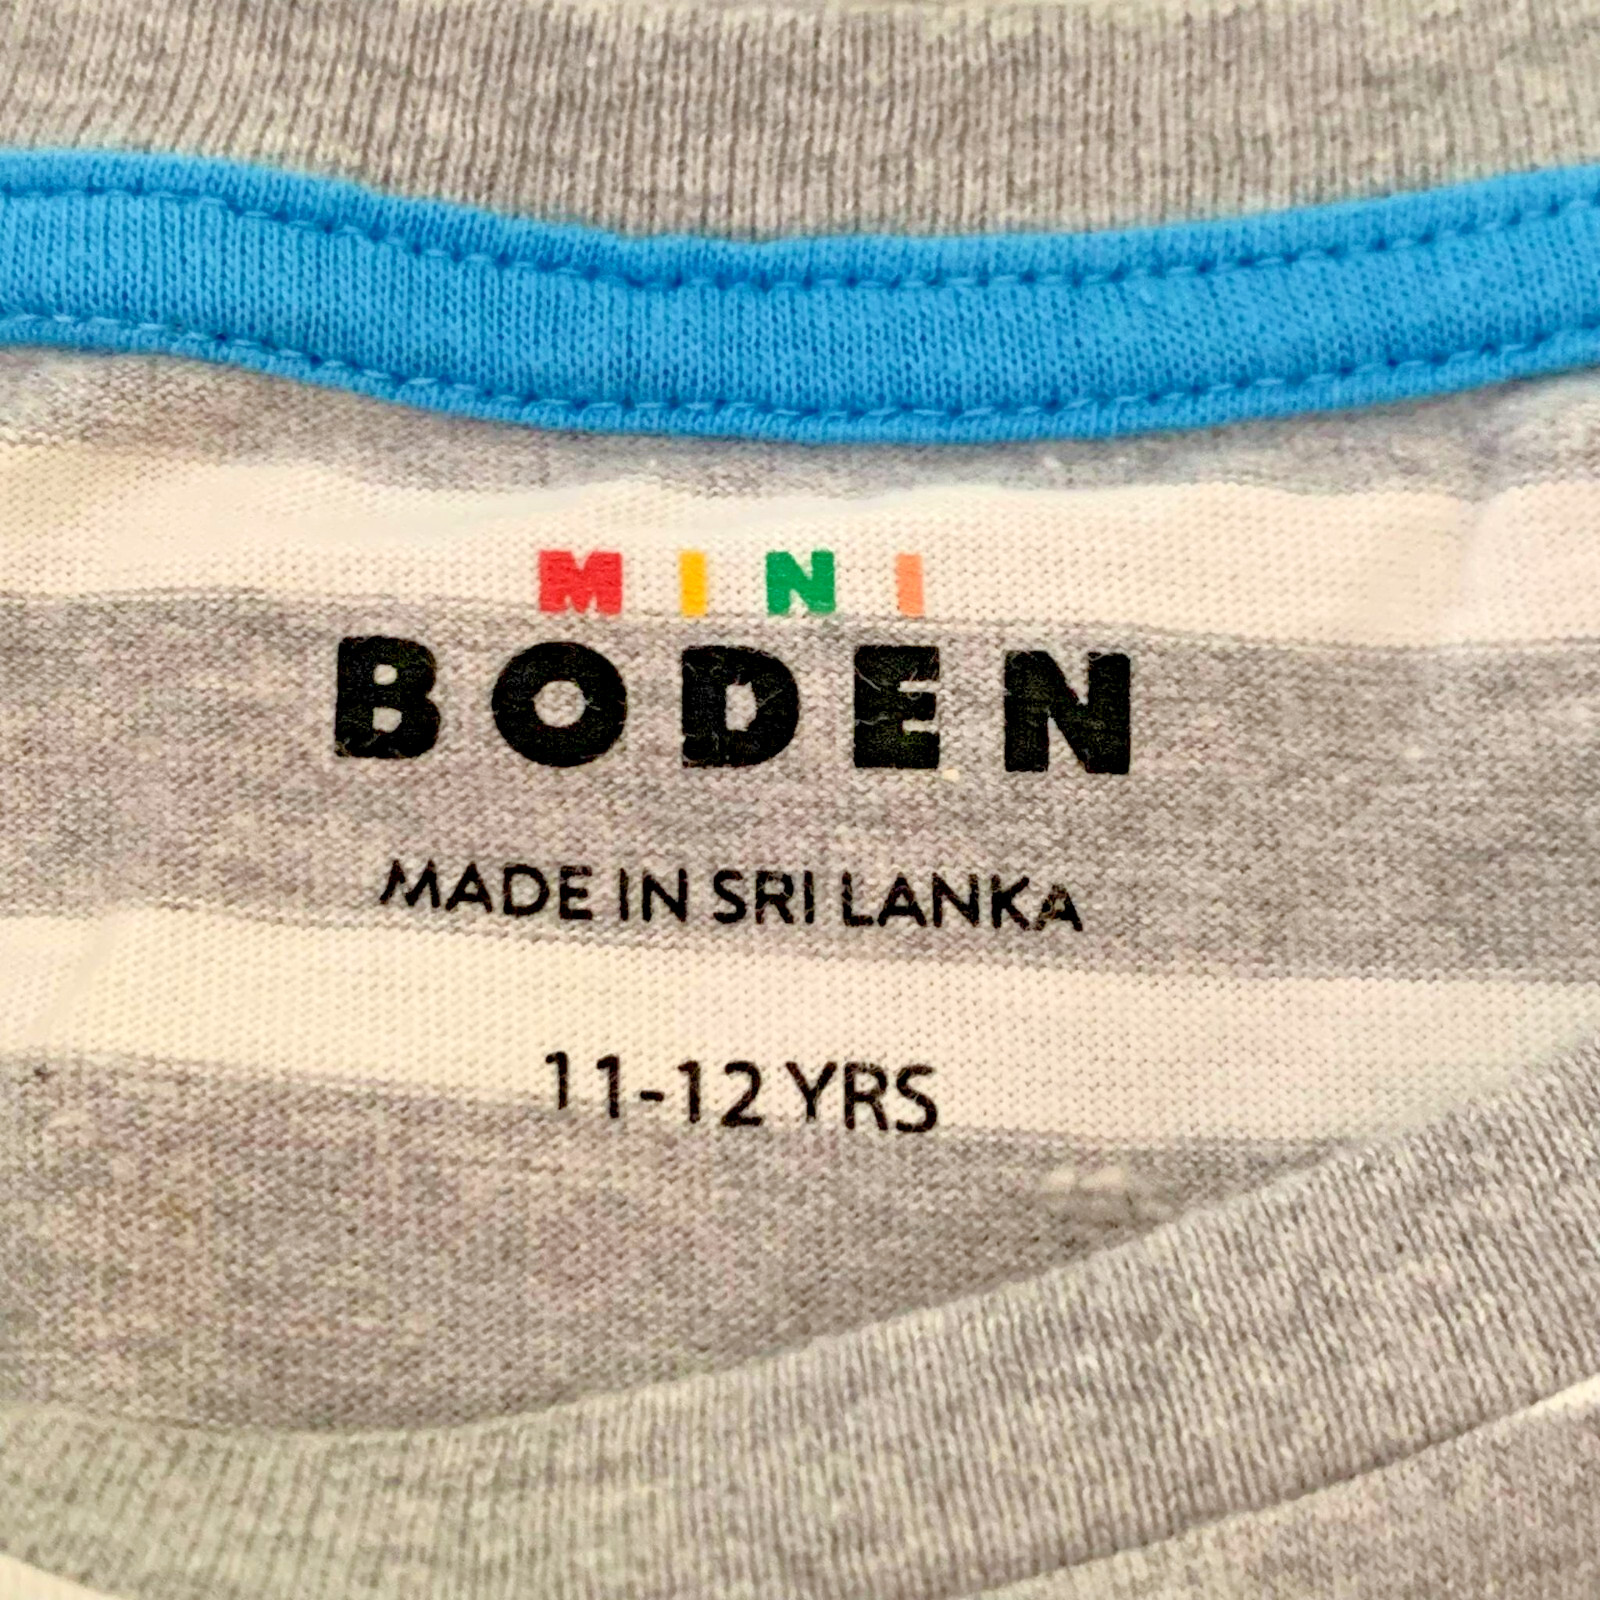 MINI
BODEN
MADE IN SRI LANKA
11-12 YRS